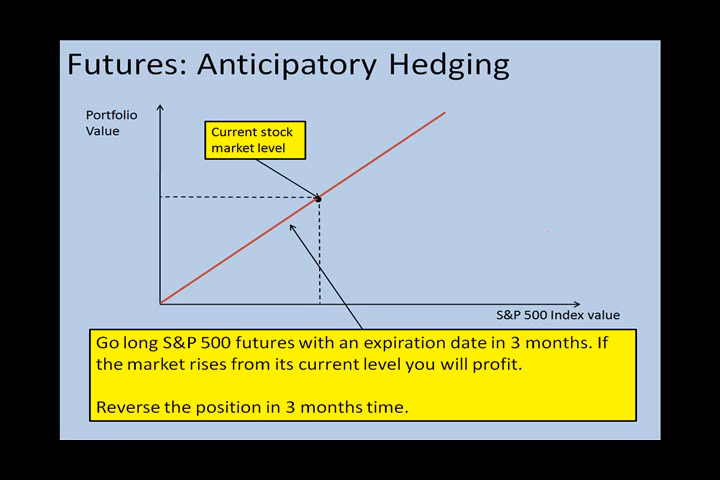 Futures: Anticipatory Hedging
Portfolio
Value
Current stock
market level
S&P 500 Index value
Go long S&P 500 futures with an expiration date in 3 months. If
the market rises from its current level you will profit.
Reverse the position in 3 months time.